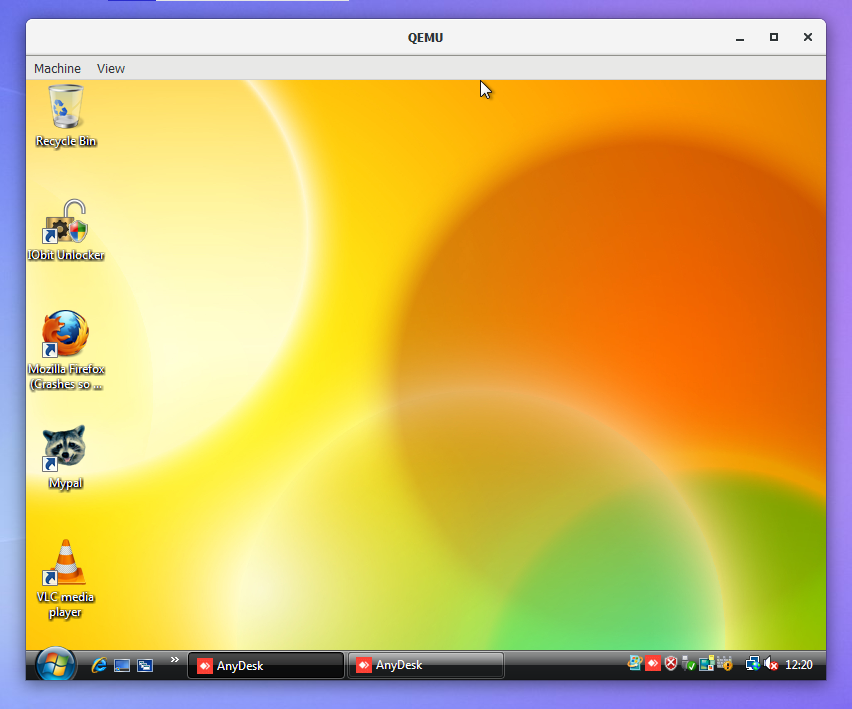 QEMU
Machine View
Recycle Bin
IObit Unlocker
Mozilla Firefox
(Crashes so ...
Mypal
VLC media
player
» AnyDesk AnyDesk 12:20